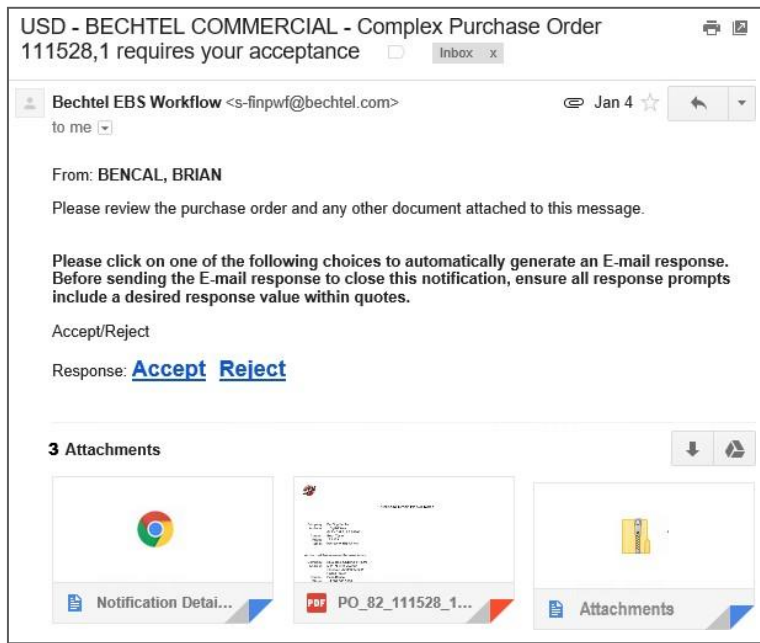 USD - BECHTEL COMMERCIAL - Complex Purchase Order
111528,1 requires your acceptance Inbox x
Bechtel EBS Workflow <s-finpwf@bechtel.com> Jan 4
to me
From: BENCAL, BRIAN
Please review the purchase order and any other document attached to this message.
Please click on one of the following choices to automatically generate an E-mail response.
Before sending the E-mail response to close this notification, ensure all response prompts
include a desired response value within quotes.
Accept/Reject
Response: Accept Reject
3 Attachments
Notification Detai...
PDF PO_82_111528_1...
Attachments